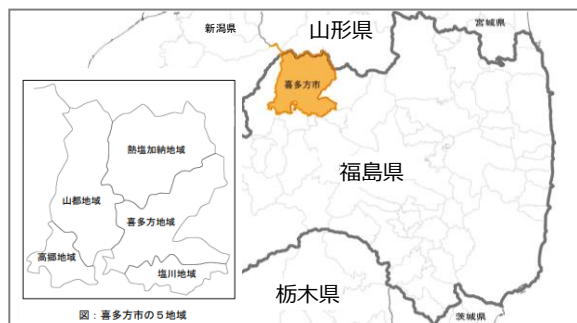 新潟県
山形県
宮城県
喜多方市
熱塩加納地域
山都地域
喜多方地域
高郷地域
塩川地域
図：喜多方市の５地域
福島県
栃木県
茨城県